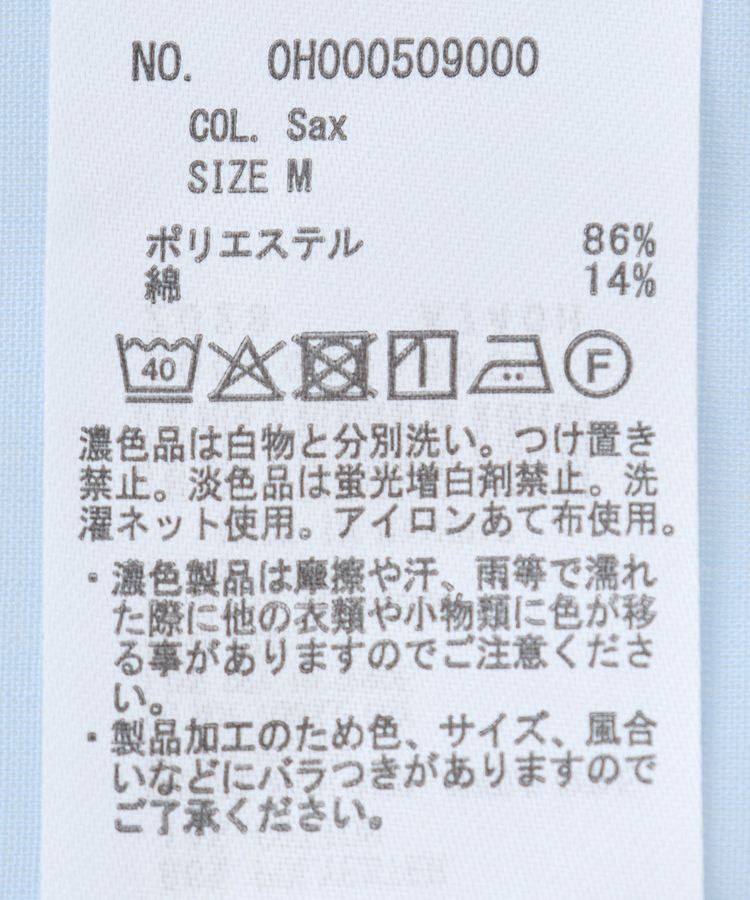 NO. 0H000509000
COL. Sax
SIZE M
ポリエステル 86%
綿 14%
40 F
濃色品は白物と分別洗い。つけ置き
禁止。淡色品は蛍光増白剤禁止。洗
濯ネット使用。アイロンあて布使用。
・濃色製品は摩擦や汗、雨等で濡れ
た際に他の衣類や小物類に色が移
る事がありますのでご注意くださ
い。
・製品加工のため色、サイズ、風合
いなどにバラつきがありますので
ご了承ください。